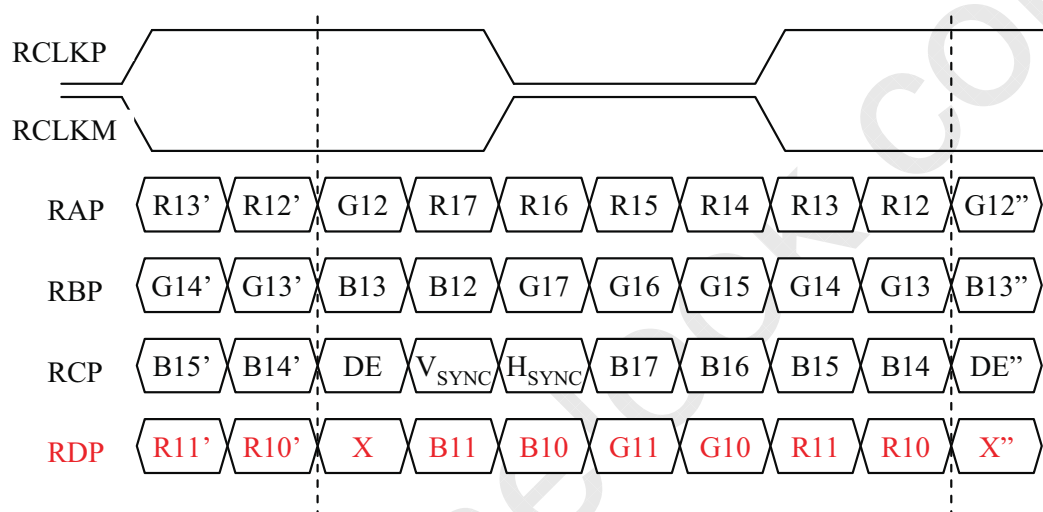 RCLKP
RCLKM
RAP R13’ R12’ G12 R17 R16 R15 R14 R13 R12 G12”
RBP G14’ G13’ B13 B12 G17 G16 G15 G14 G13 B13”
RCP B15’ B14’ DE VSYNC HSYNC B17 B16 B15 B14 DE”
RDP R11’ R10’ X B11 B10 G11 G10 R11 R10 X”